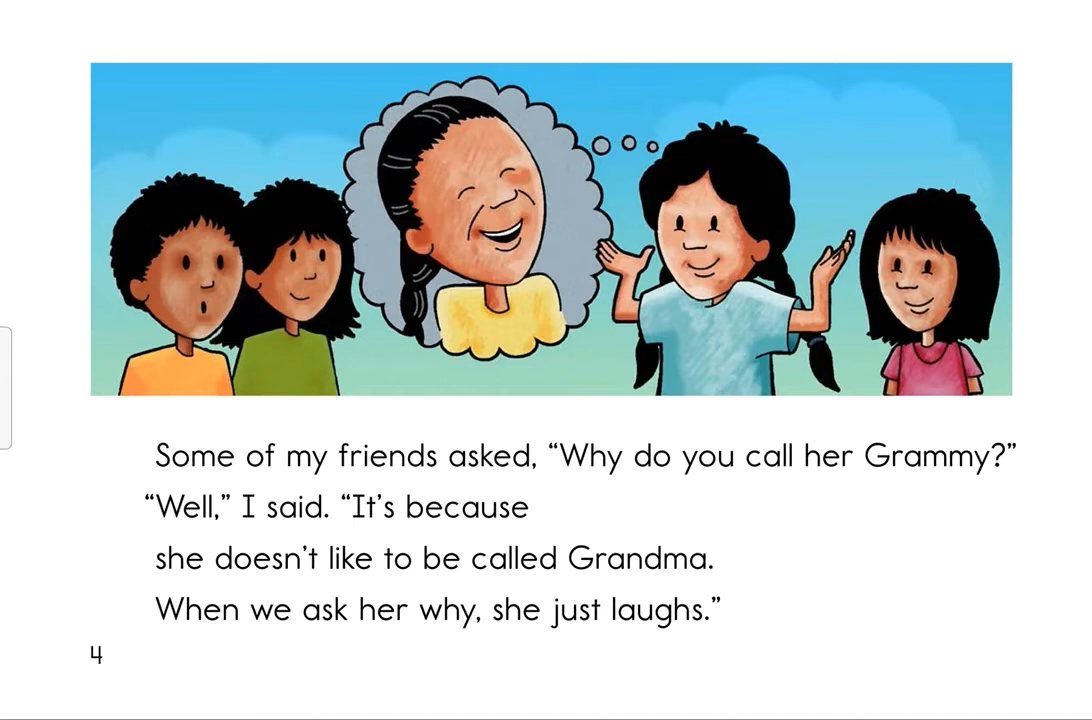 Some of my friends asked, “Why do you call her Grammy?”
“Well,” I said. “It’s because
she doesn’t like to be called Grandma.
When we ask her why, she just laughs.”
4